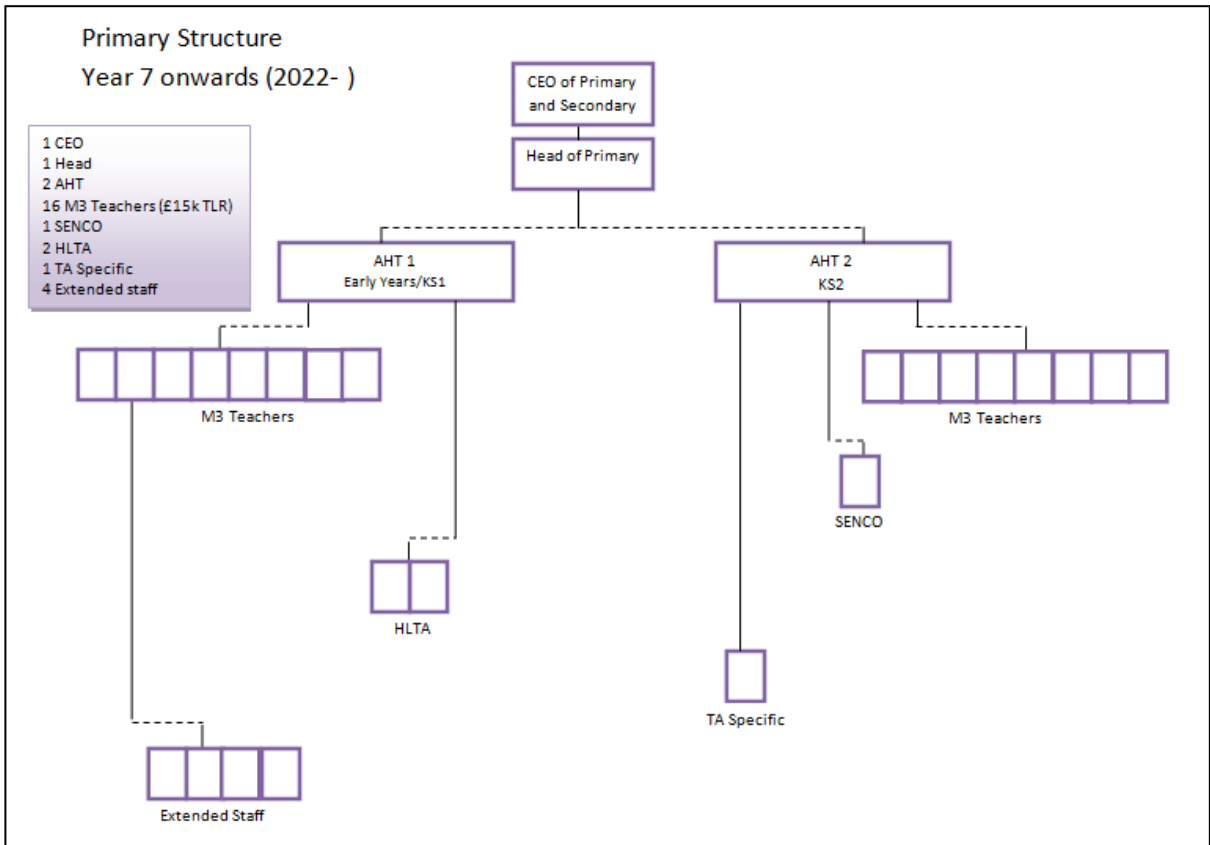 Primary Structure
Year 7 onwards (2022- )
CEO of Primary
and Secondary
Head of Primary
1 CEO
1 Head
2 AHT
16 M3 Teachers (£15k TLR)
1 SENCO
2 HLTA
1 TA Specific
4 Extended staff
AHT 1
Early Years/KS1
AHT 2
KS2
M3 Teachers
M3 Teachers
SENCO
HLTA
TA Specific
Extended Staff